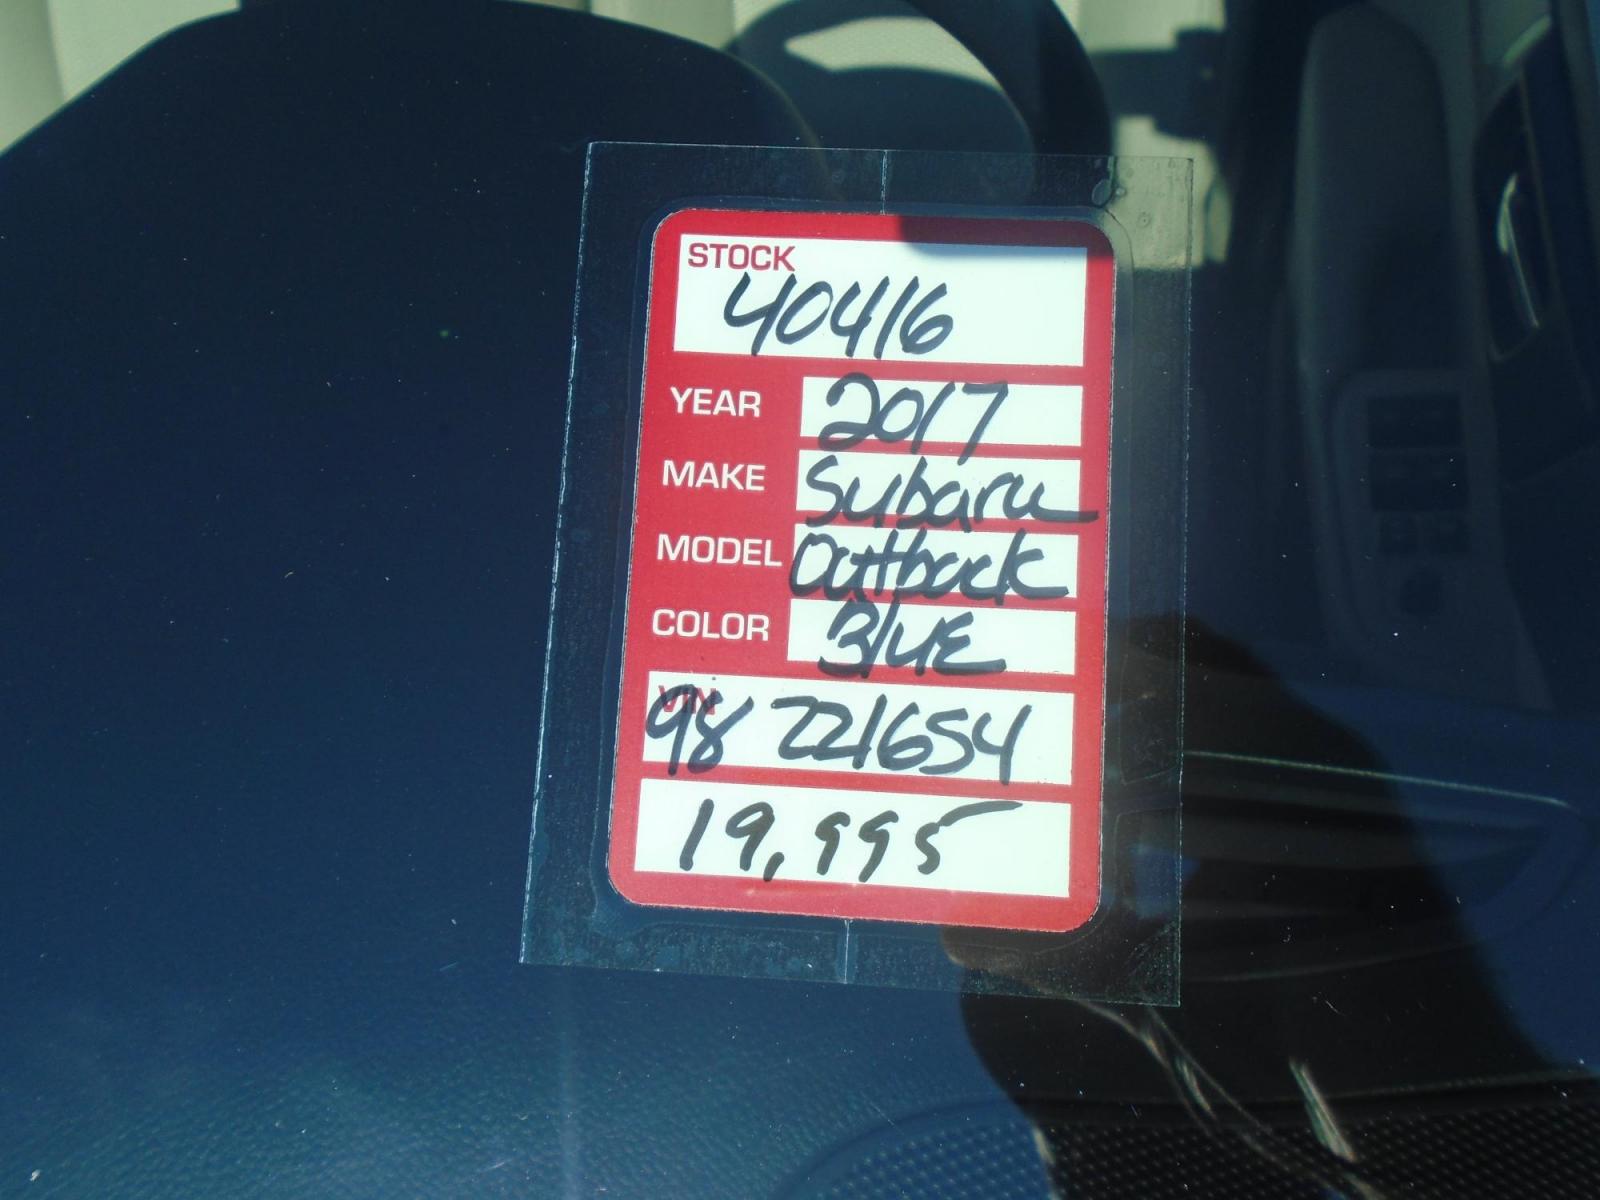 STOCK
40416
YEAR 2017
MAKE Subaru
MODEL Outback
COLOR BluE
VIN
98 221654
19,995